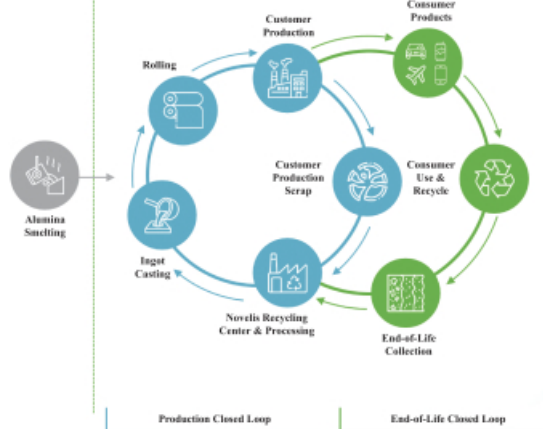 Consumer
Products
Customer
Production
Rolling
Customer
Production
Scrap
Consumer
Use &
Recycle
Alumina
Smelting
Ingot
Casting
Novelis Recycling
Center & Processing
End-of-Life
Collection
Production Closed Loop
End-of-Life Closed Loop